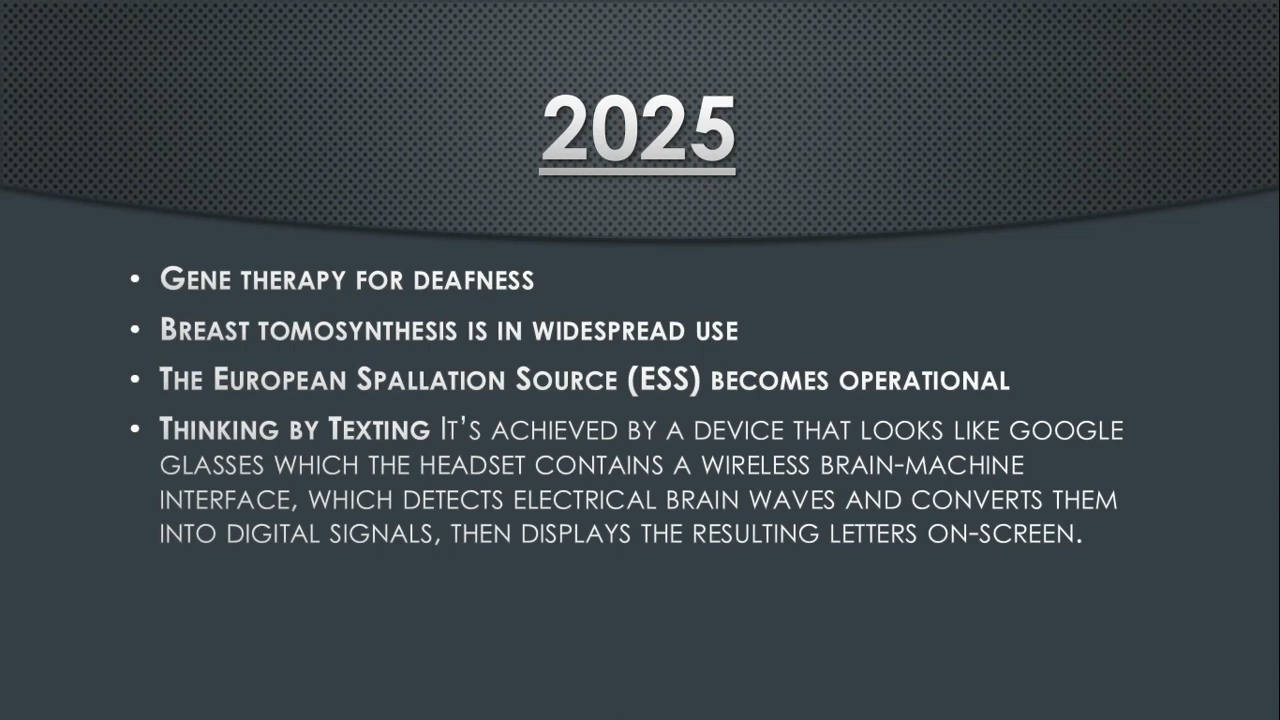 2025
• Gene therapy for deafness
• Breast tomosynthesis is in widespread use
• The European Spallation Source (ESS) becomes operational
• Thinking by Texting It's achieved by a device that looks like google
glasses which the headset contains a wireless brain-machine
interface, which detects electrical brain waves and converts them
into digital signals, then displays the resulting letters on-screen.